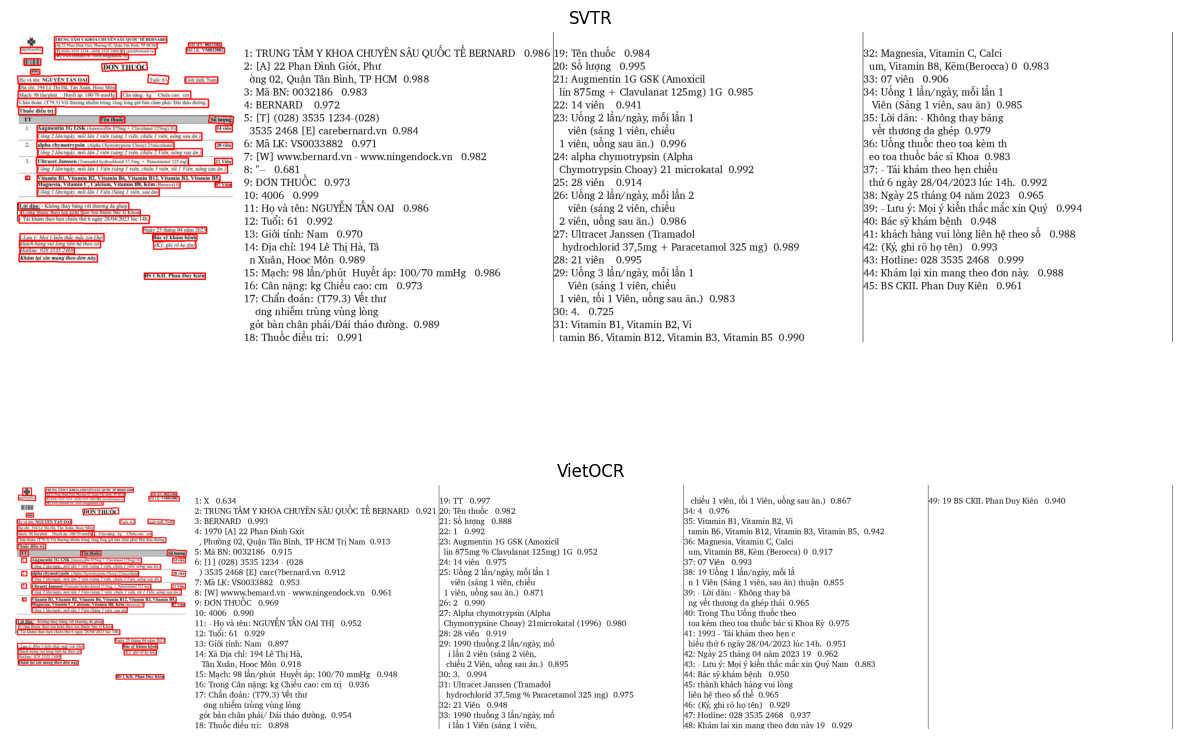 SVTR
1: TRUNG TÂM Y KHOA CHUYÊN SÂU QUỐC TẾ BERNARD 0.986
2: [A] 22 Phan Đình Giót, Phư
ờng 02, Quận Tân Bình, TP HCM 0.988
3: Mã BN: 0032186 0.983
4: BERNARD 0.972
5: [T] (028) 3535 1234-(028)
3535 2468 [E] carebernard.vn 0.984
6: Mã LK: VS0033882 0.971
7: [W] www.bernard.vn - www.ningendock.vn 0.982
8: "-- 0.681
9: ĐƠN THUỐC 0.973
10: 4006 0.999
11: Họ và tên: NGUYỄN TẤN OAI 0.986
12: Tuổi: 61 0.992
13: Giới tính: Nam 0.970
14: Địa chỉ: 194 Lê Thị Hà, Tâ
n Xuân, Hooc Môn 0.989
15: Mạch: 98 lần/phút Huyết áp: 100/70 mmHg 0.986
16: Cân nặng: kg Chiều cao: cm 0.973
17: Chẩn đoán: (T79.3) Vết thư
ơng nhiễm trùng vùng lòng
gót bàn chân phải/Đái tháo đường. 0.989
18: Thuốc điều trị: 0.991
19: Tên thuốc 0.984
20: Số lượng 0.995
21: Augmentin 1G GSK (Amoxicil
lin 875mg + Clavulanat 125mg) 1G 0.985
22: 14 viên 0.941
23: Uống 2 lần/ngày, mỗi lần 1
viên (sáng 1 viên, chiều
1 viên, uống sau ăn.) 0.996
24: alpha chymotrypsin (Alpha
Chymotrypsin Choay) 21 microkatal 0.992
25: 28 viên 0.914
26: Uống 2 lần/ngày, mỗi lần 2
viên (sáng 2 viên, chiều
2 viên, uống sau ăn.) 0.986
27: Ultracet Janssen (Tramadol
hydrochlorid 37,5mg + Paracetamol 325 mg) 0.989
28: 21 viên 0.995
29: Uống 3 lần/ngày, mỗi lần 1
Viên (sáng 1 viên, chiều
1 viên, tối 1 Viên, uống sau ăn.) 0.983
30: 4. 0.725
31: Vitamin B1, Vitamin B2, Vi
tamin B6, Vitamin B12, Vitamin B3, Vitamin B5 0.990
32: Magnesia, Vitamin C, Calci
um, Vitamin B8, Kẽm(Berocca) 0 0.983
33: 07 viên 0.906
34: Uống 1 lần/ngày, mỗi lần 1
Viên (Sáng 1 viên, sau ăn) 0.985
35: Lời dăn: - Không thay băng
vết thương da ghép 0.979
36: Uống thuốc theo toa kèm th
eo toa thuốc bác sĩ Khoa 0.983
37: - Tái khám theo hẹn chiều
thứ 6 ngày 28/04/2023 lúc 14h. 0.992
38: Ngày 25 tháng 04 năm 2023 0.965
39: - Lưu ý: Mọi ý kiến thắc mắc xin Quý 0.994
40: Bác sỹ khám bệnh 0.948
41: khách hàng vui lòng liên hệ theo số 0.988
42: (Ký, ghi rõ họ tên) 0.993
43: Hotline: 028 3535 2468 0.999
44: Khám lại xin mang theo đơn này. 0.988
45: BS CKII. Phan Duy Kiên 0.961
VietOCR
1: X 0.634
2: TRUNG TÂM Y KHOA CHUYÊN SÂU QUỐC TẾ BERNARD 0.921
3: BERNARD 0.993
4: 1970 [A] 22 Phan Đình Gxít
, Phường 02, Quận Tân Bình, TP HCM Trị N 0.913
5: Mã BN: 0032186 0.915
6: [1] (028) 3535 1234 - (028
) 3535 2468 [E] carc(?bernard.vn 0.912
7: Mã LK: VS0033882 0.953
8: [W] wwww.bemard.vn - www.ningendock.vn 0.961
9: ĐƠN THUỐC 0.969
10: 4006 0.990
11: - Họ và tên: NGUYỄN TẤN OAI THỊ 0.952
12: Tuổi: 61 0.929
13: Giới tính: Nam 0.897
14: Xã Địa chỉ: 194 Lê Thị Hà,
Tân Xuân, Hooc Môn 0.918
15: Mạch: 98 lần/phút Huyết áp: 100/70 mmHg 0.948
16: Trong Cân nặng: kg Chiều cao: cm trị 0.936
17: Chẩn đoán: (T79.3) Vết thư
ơng nhiễm trùng vùng lòng
gót bản chân phải/ Đái tháo đường. 0.954
18: Thuốc điều trị: 0.898
19: TT 0.997
20: Tên thuốc 0.982
21: Số lượng 0.888
22: 1 0.992
23: Augmentin 1G GSK (Amoxicil
lin 875mg % Clavulanat 125mg) 1G 0.952
24: 14 viên 0.975
25: Uống 2 lần/ngày, mỗi lần 1
viên (sáng 1 viên, chiều
1 viên, uống sau ăn.) 0.871
26: 2 0.990
27: Alpha chymotrypsin (Alpha
Chymotrypsine Choay) 21microkatal (1996) 0.980
28: 28 viên 0.919
29: 1990 thuống 2 lần/ngày, mỗ
i lần 2 viên (sáng 2 viên,
chiều 2 Viên, uống sau ăn.) 0.895
30: 3. 0.994
31: Ultracet Janssen (Tramadol
hydrochlorid 37,5mg % Paracetamol 325 mg) 0.975
32: 21 Viên 0.948
33: 1990 thuống 3 lần/ngày, mỗ
i lần 1 Viên (Sáng 1 viên,
chiều 1 viên, tối 1 Viên, uống sau ăn.) 0.867
34: 4 0.976
35: Vitamin B1, Vitamin B2, Vi
tamin B6, Vitamin B12, Vitamin B3, Vitamin B5, 0.942
36: Magnesia, Vitamin C, Calci
um, Vitamin B8, Kẽm (Berocca) 0 0.917
37: 07 Viên 0.993
38: 19 Uống 1 lần/ngày, mỗi lầ
n 1 Viên (Sáng 1 viên, sau ăn) thuận 0.855
39: - Lời dăn: - Không thay bă
ng vết thương da ghép thái 0.965
40: Trong Thu Uống thuốc theo
toa kèm theo toa thuốc bác sĩ Khoa Kỳ 0.975
41: 1993 - Tái khám theo hẹn c
hiều thứ 6 ngày 28/04/2023 lúc 14h. 0.951
42: Ngày 25 tháng 04 năm 2023 19 0.962
43: - Lưu ý: Mọi ý kiến thắc mắc xin Quý Nam 0.883
44: Bác sỹ khám bệnh 0.950
45: thành khách hàng vui lòng
liên hệ theo số thể 0.965
46: (Ký, ghi rõ họ tên) 0.929
47: Hotline: 028 3535 2468 0.937
48: Khám lại xin mang theo đơn này 19 0.929
49: 19 BS CKII. Phan Duy Kiên 0.940